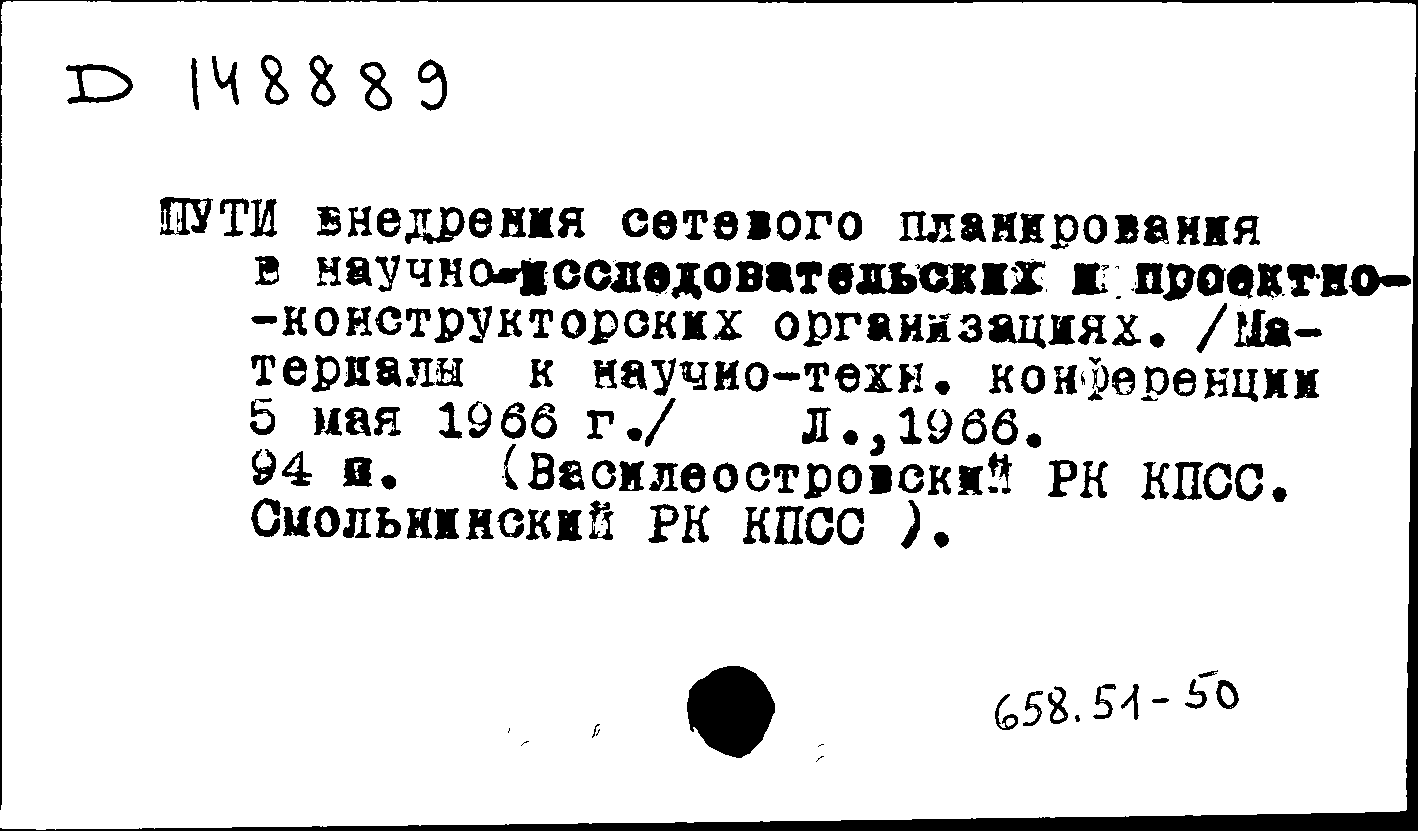 D 148889
ПУТИ внедрения сетевого планирования
в научно-исследовательских и проектно-
-конструкторских организациях. /Ма-
териалы к научно-техн. конференции
5 мая 1966 г./ Л.,1966.
94 п. (Василеостровский РК КПСС.
Смольнинский РК КПСС ).
658.51-50